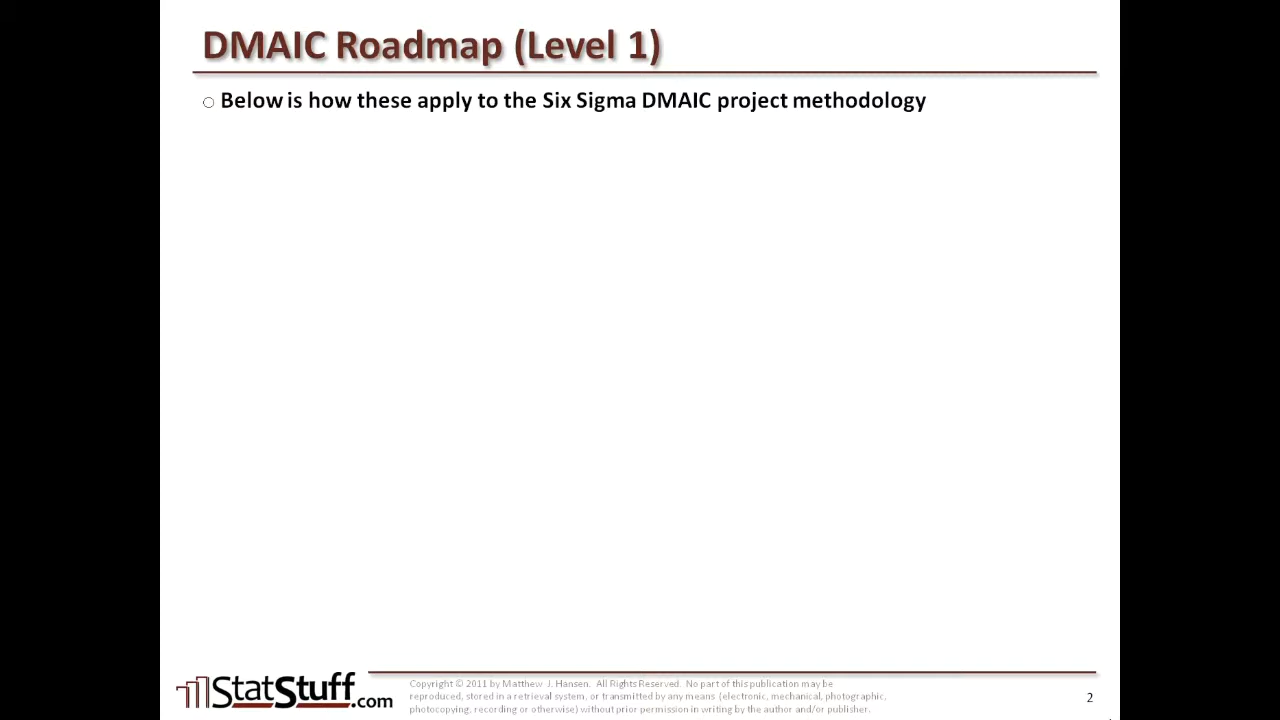 DMAIC Roadmap (Level 1)
Below is how these apply to the Six Sigma DMAIC project methodology
StatStuff.com
Copyright © 2011 by Matthew J. Hansen. All Rights Reserved. No part of this publication may be
reproduced, stored in a retrieval system, or transmitted by any means (electronic, mechanical, photographic,
photocopying, recording or otherwise) without prior permission in writing by the author and/or publisher.
2